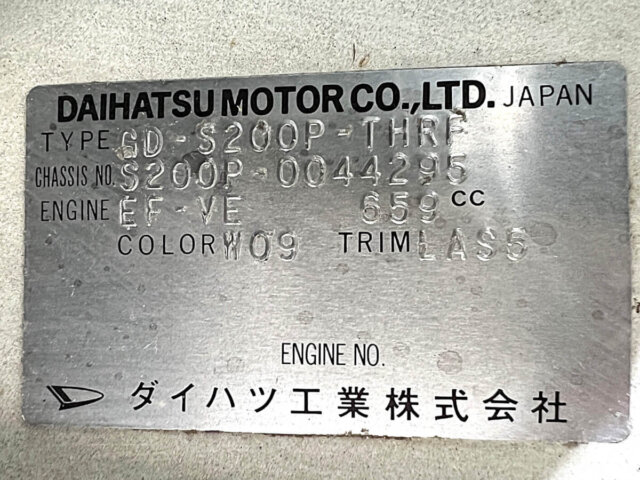 DAIHATSU MOTOR CO.,LTD. JAPAN
TYPE GD-S200P-THRF
CHASSIS NO. S200P-0044295
ENGINE EF-VE 659 CC
COLOR W09 TRIM LAS5
ENGINE NO.
ダイハツ工業株式会社